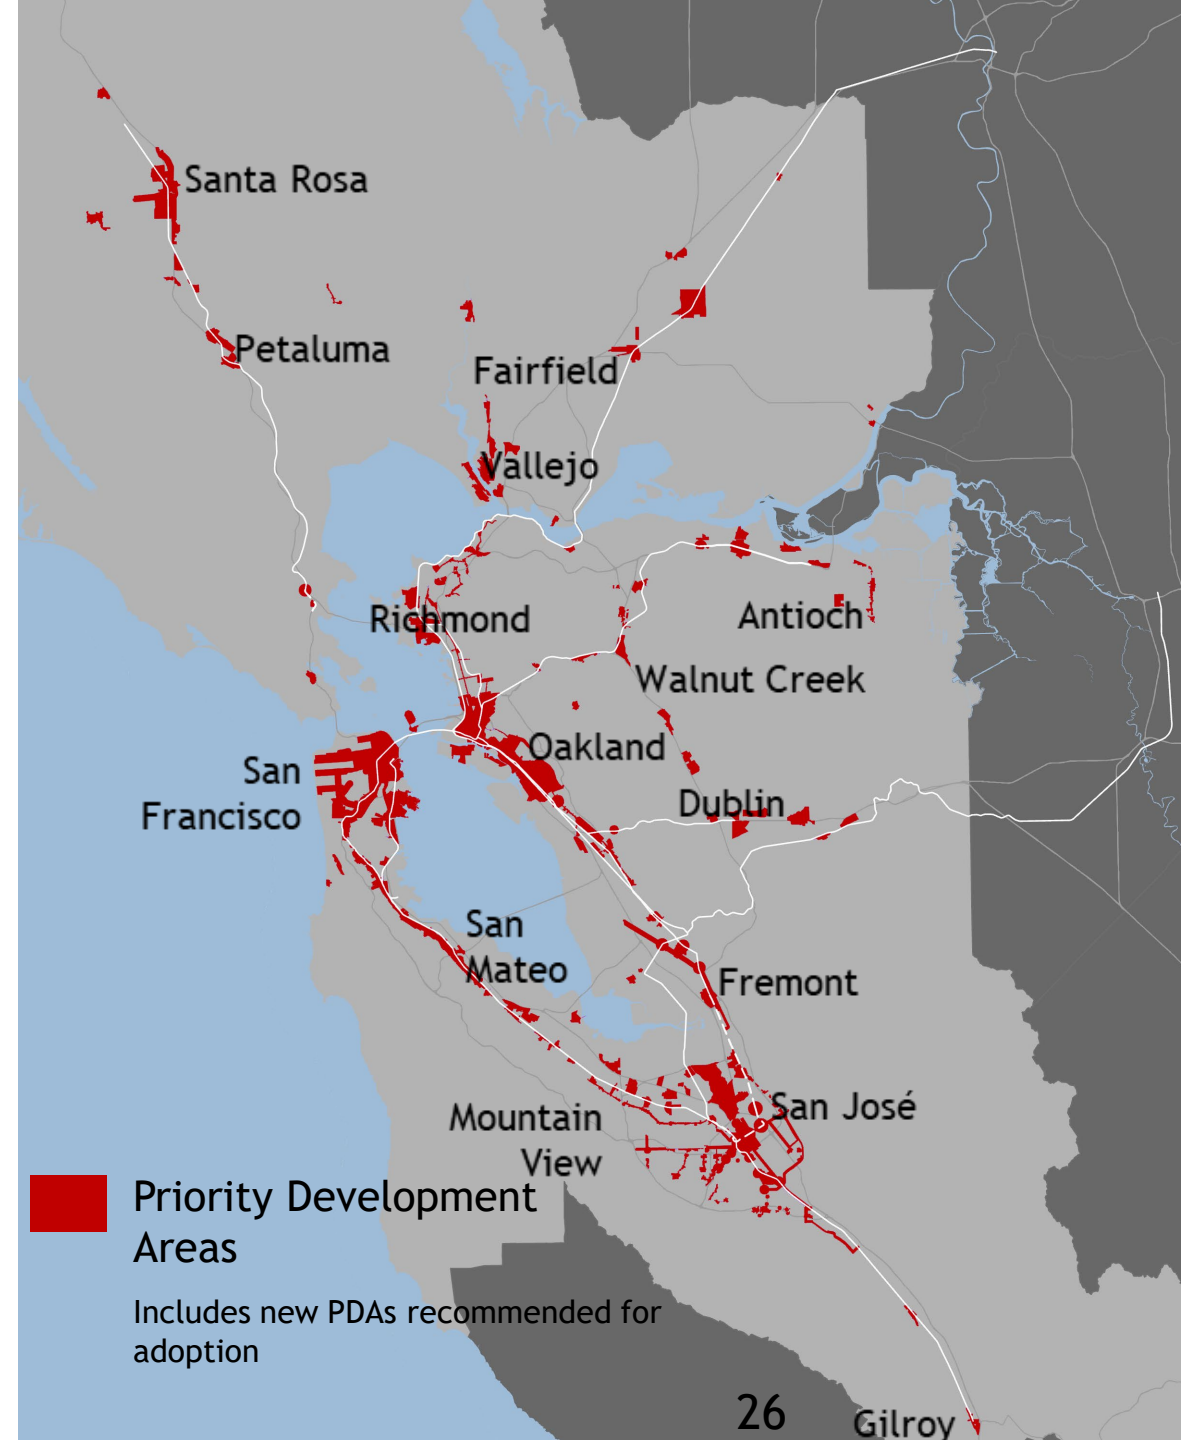 Santa Rosa
Petaluma
Fairfield
Vallejo
Richmond
Antioch
Walnut Creek
Oakland
San
Francisco
Dublin
San
Mateo
Fremont
Mountain
View
San José
Priority Development
Areas
Includes new PDAs recommended for
adoption
26
Gilroy